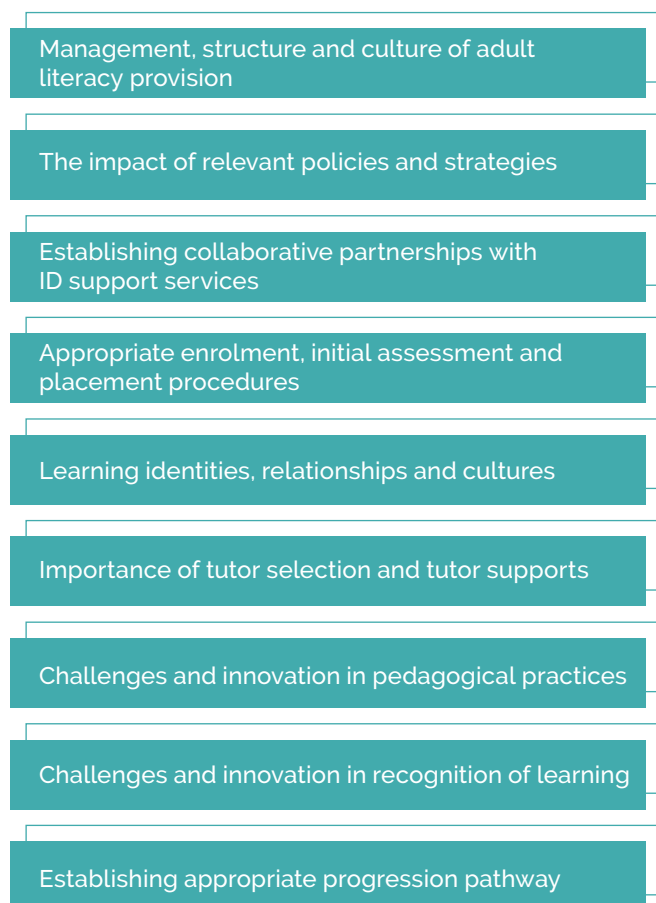 Management, structure and culture of adult
literacy provision
The impact of relevant policies and strategies
Establishing collaborative partnerships with
ID support services
Appropriate enrolment, initial assessment and
placement procedures
Learning identities, relationships and cultures
Importance of tutor selection and tutor supports
Challenges and innovation in pedagogical practices
Challenges and innovation in recognition of learning
Establishing appropriate progression pathway